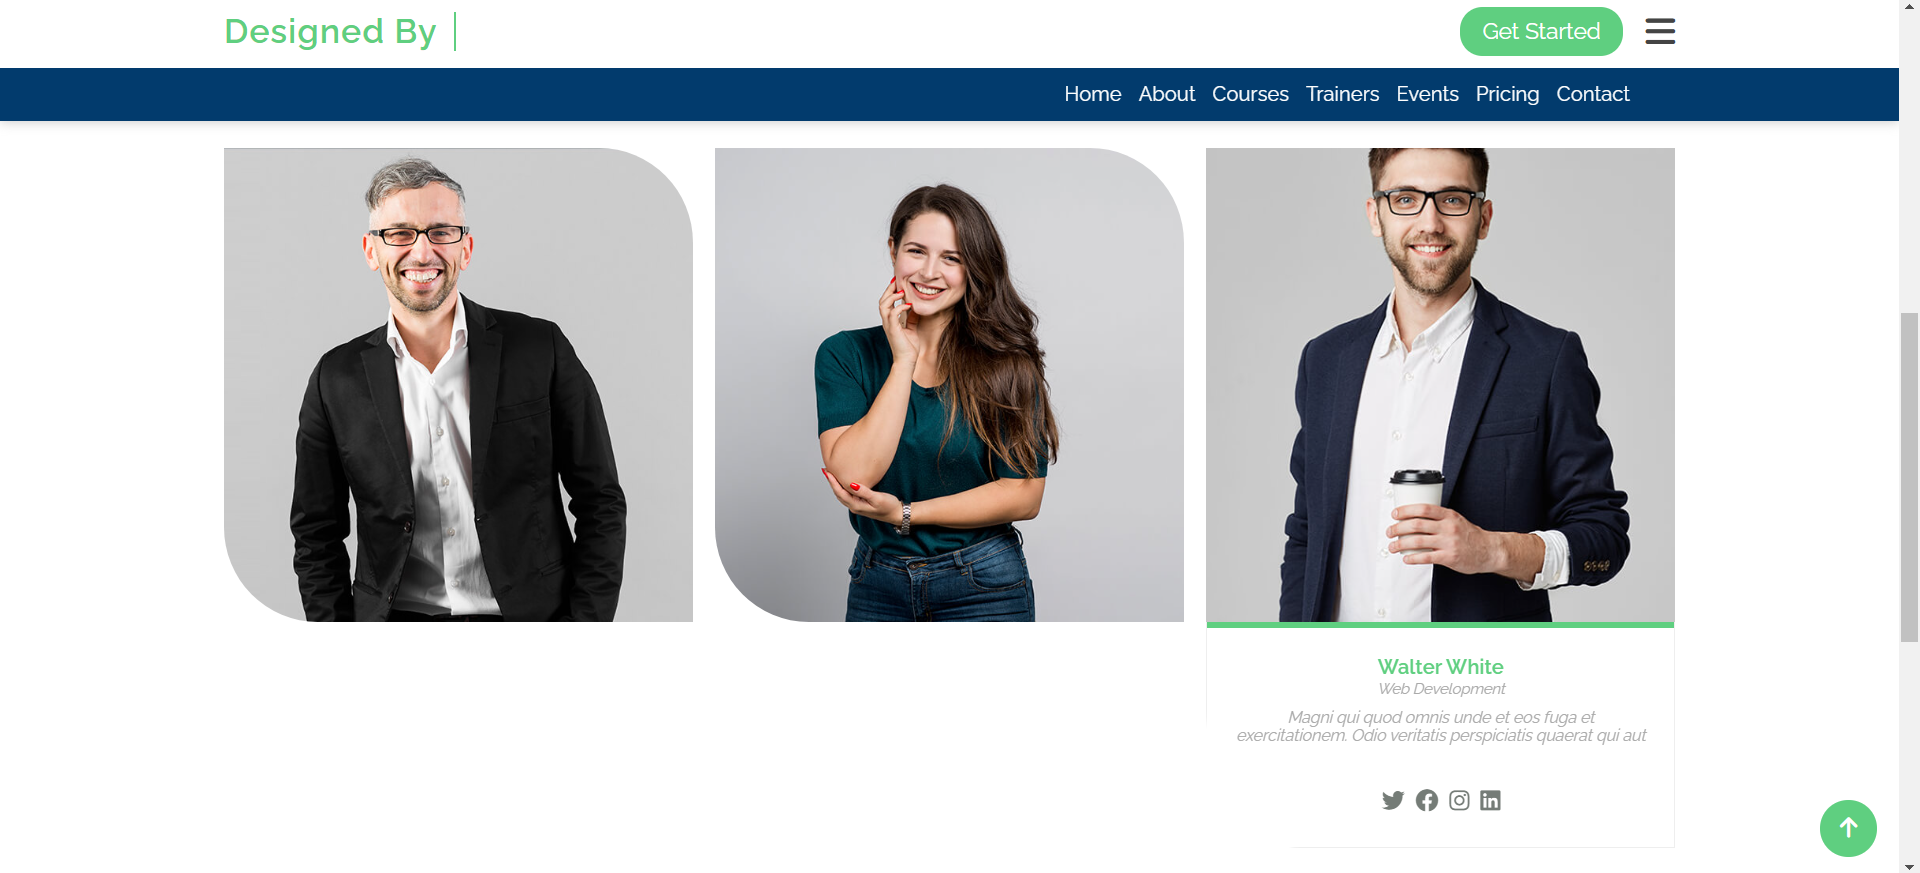 Designed By
Get Started
Home About Courses Trainers Events Pricing Contact
Walter White
Web Development
Magni qui quod omnis unde et eos fuga et
exercitationem. Odio veritatis perspiciatis quaerat qui aut